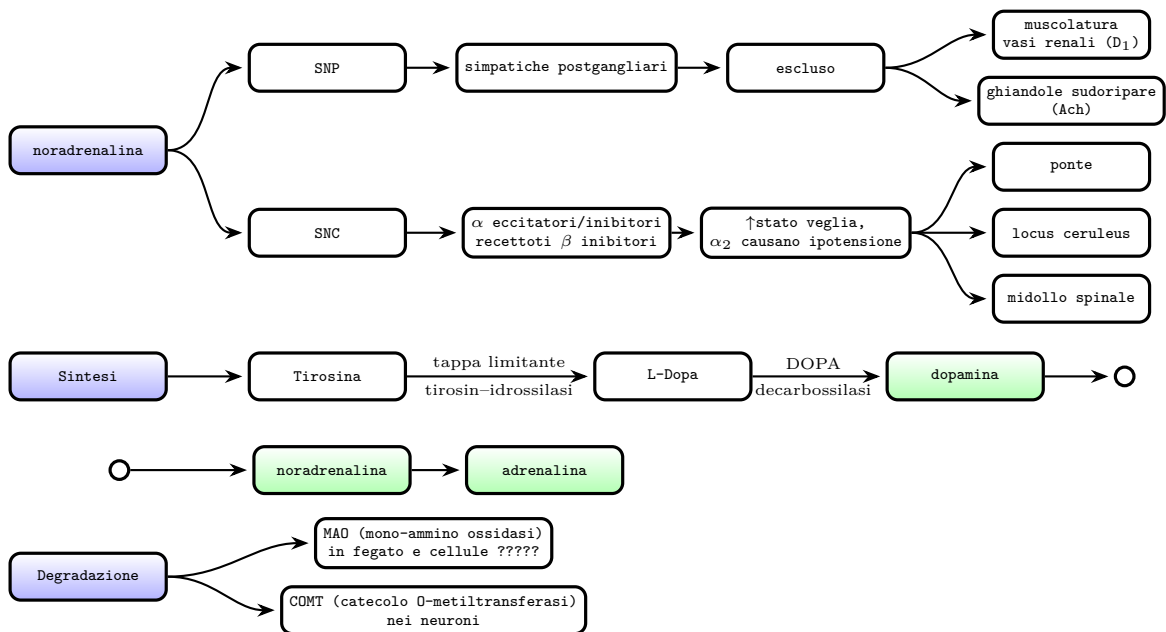 muscolatura
vasi renali (D₁)
SNP
simpatiche postgangliari
escluso
ghiandole sudoripare
(Ach)
noradrenalina
ponte
SNC
α eccitatori/inibitori
recettoti β inibitori
↑stato veglia,
α₂ causano ipotensione
locus ceruleus
midollo spinale
Sintesi
Tirosina
tappa limitante
tirosin–idrossilasi
L-Dopa
DOPA
decarbossilasi
dopamina
noradrenalina
adrenalina
MAO (mono-ammino ossidasi)
in fegato e cellule ?????
Degradazione
COMT (catecolo O-metiltransferasi)
nei neuroni